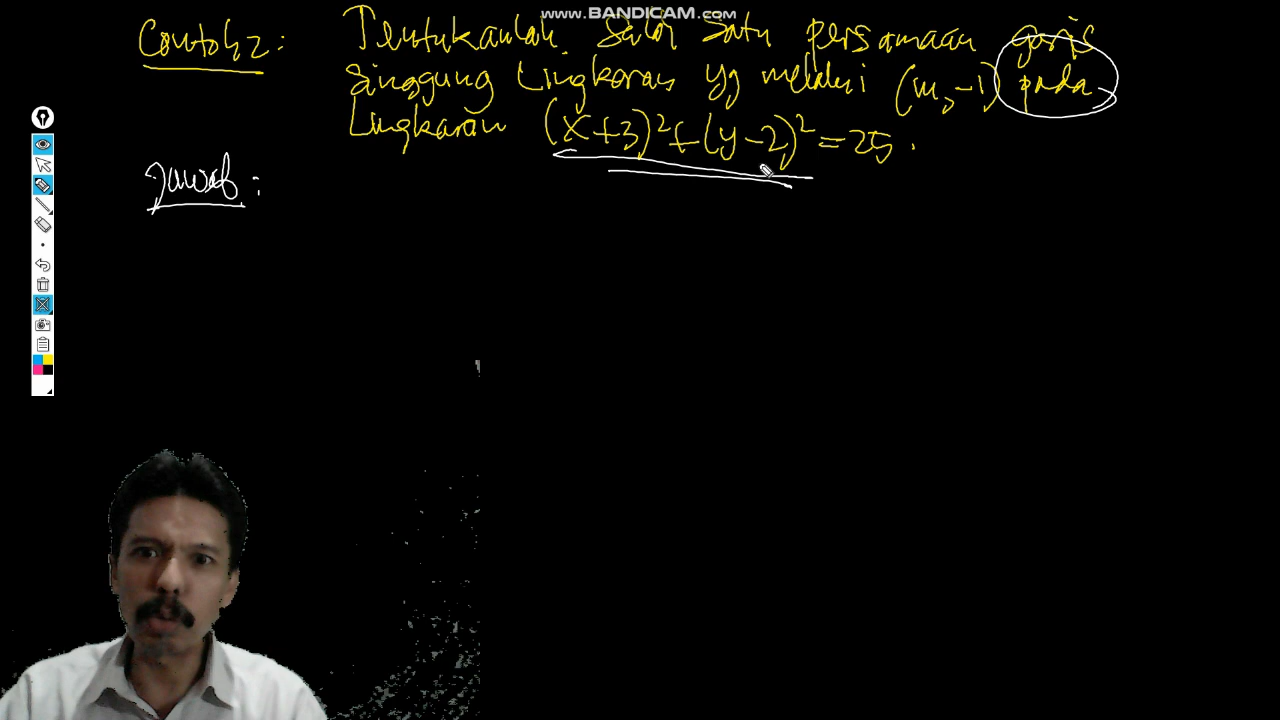 www.BANDICAM.com
Contoh 2: Tentukanlah salah satu persamaan garis
singgung lingkaran yg melalui (m, -1) pada
Lingkaran (x+3)²+(y-2)²=25.
Jawab: